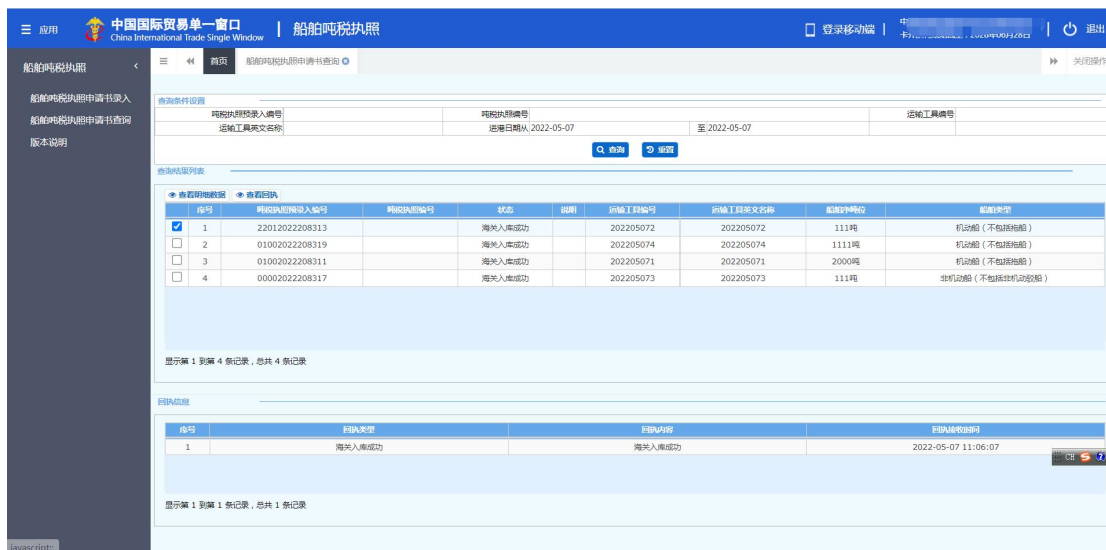 应用
中国国际贸易单一窗口
China International Trade Single Window
船舶吨税执照
登录移动端
退出
船舶吨税执照
首页
船舶吨税执照申请书查询
关闭操作
船舶吨税执照申请书录入
船舶吨税执照申请书查询
版本说明
查询条件设置
吨税执照预录入编号 吨税执照编号 运输工具编号
运输工具英文名称 进港日期从 2022-05-07 至 2022-05-07
查询 重置
查询结果列表
查看明细数据 查看回执
序号 吨税执照预录入编号 吨税执照编号 状态 说明 运输工具编号 运输工具英文名称 船舶净吨位 船舶类型
1 22012022208313 海关入库成功 202205072 202205072 111吨 机动船（不包括拖船）
2 01002022208319 海关入库成功 202205074 202205074 1111吨 机动船（不包括拖船）
3 01002022208311 海关入库成功 202205071 202205071 2000吨 机动船（不包括拖船）
4 00002022208317 海关入库成功 202205073 202205073 111吨 非机动船（不包括非机动驳船）
显示第 1 到第 4 条记录，总共 4 条记录
回执信息
序号 回执类型 回执内容 回执接收时间
1 海关入库成功 海关入库成功 2022-05-07 11:06:07
CH
显示第 1 到第 1 条记录，总共 1 条记录
javascript:;